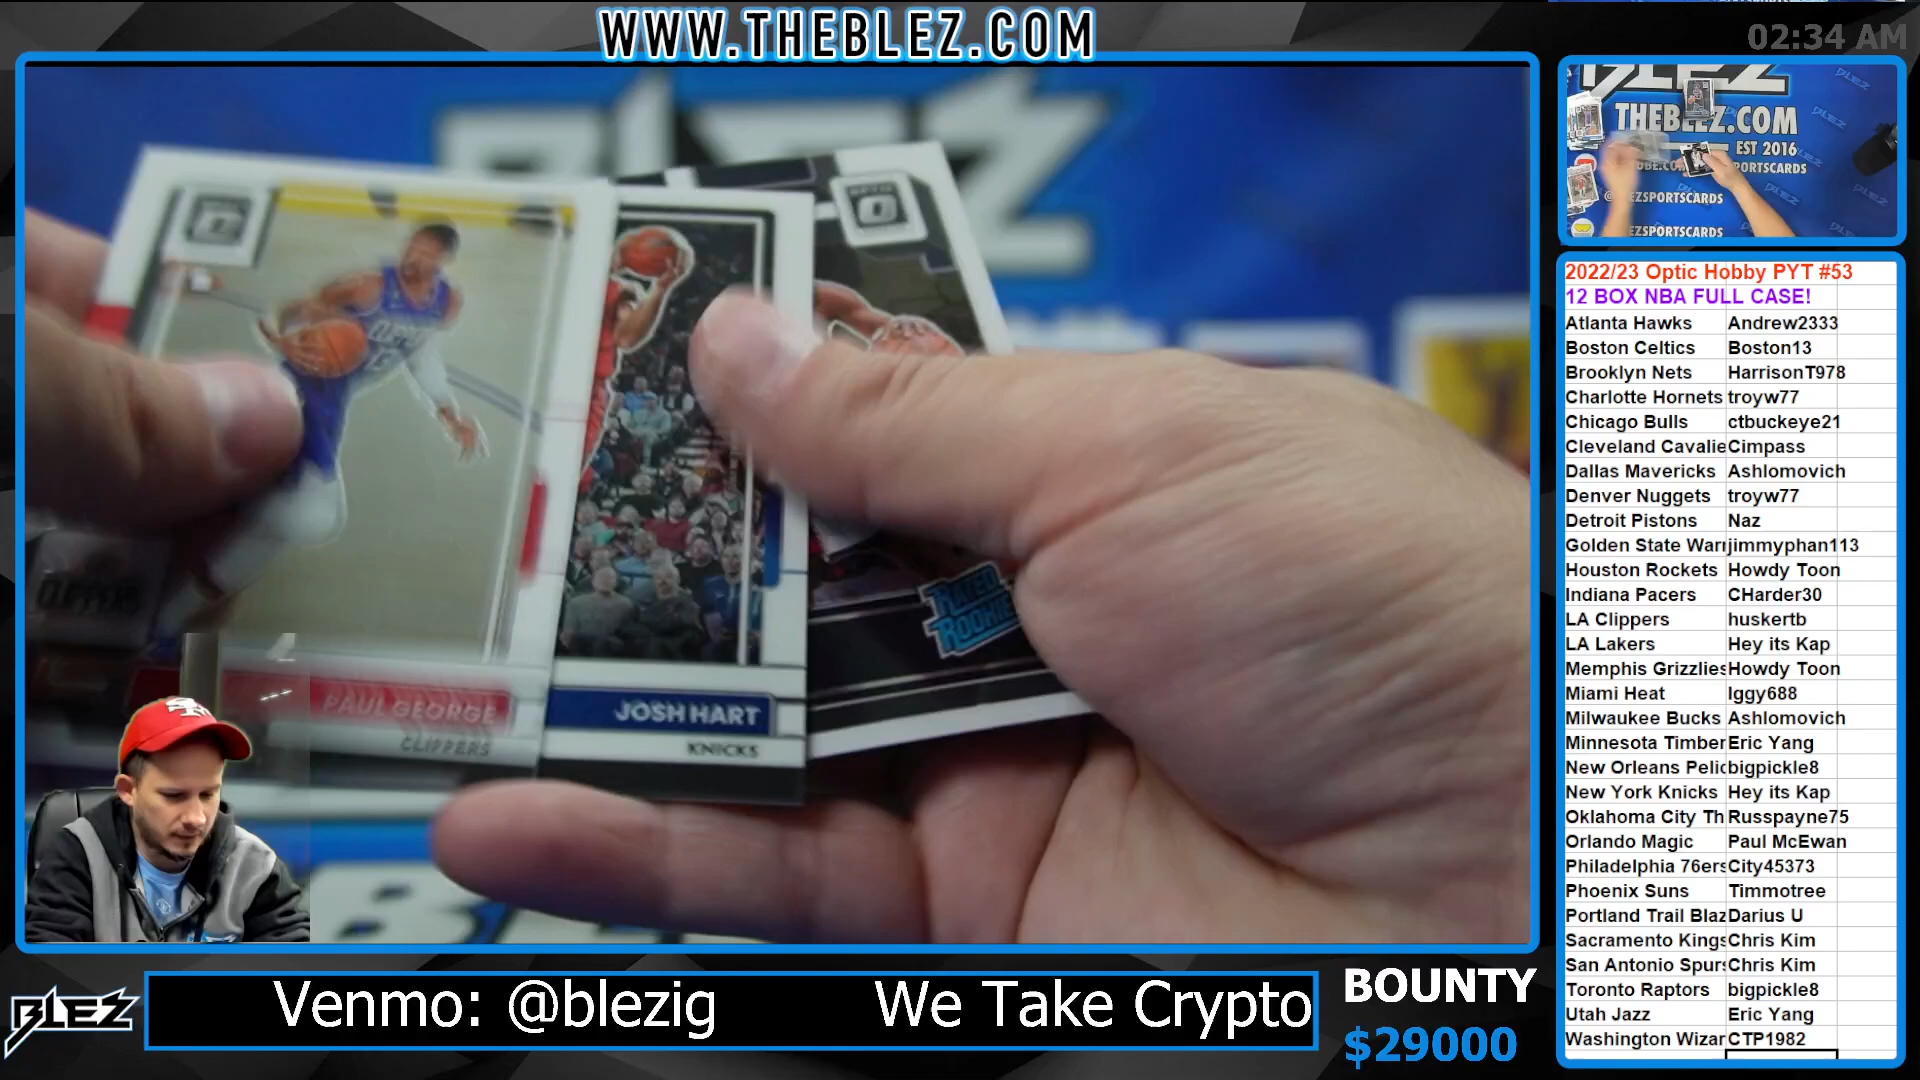 WWW.THEBLEZ.COM
02:34 AM
BLEZ
THEBLEZ.COM
EST 2016
PAUL GEORGE
CLIPPERS
JOSH HART
KNICKS
RATED
ROOKIE
2022/23 Optic Hobby PYT #53
12 BOX NBA FULL CASE!
Atlanta Hawks Andrew2333
Boston Celtics Boston13
Brooklyn Nets HarrisonT978
Charlotte Hornets troyw77
Chicago Bulls ctbuckeye21
Cleveland Cavalie Cimpass
Dallas Mavericks Ashlomovich
Denver Nuggets troyw77
Detroit Pistons Naz
Golden State Warr jimmyphan113
Houston Rockets Howdy Toon
Indiana Pacers CHarder30
LA Clippers huskertb
LA Lakers Hey its Kap
Memphis Grizzlies Howdy Toon
Miami Heat Iggy688
Milwaukee Bucks Ashlomovich
Minnesota Timber Eric Yang
New Orleans Pelic bigpickle8
New York Knicks Hey its Kap
Oklahoma City Th Russpayne75
Orlando Magic Paul McEwan
Philadelphia 76ers City45373
Phoenix Suns Timmotree
Portland Trail Blaz Darius U
Sacramento Kings Chris Kim
San Antonio Spurs Chris Kim
Toronto Raptors bigpickle8
Utah Jazz Eric Yang
Washington Wizar CTP1982
BLEZ
Venmo: @blezig We Take Crypto
BOUNTY
$29000